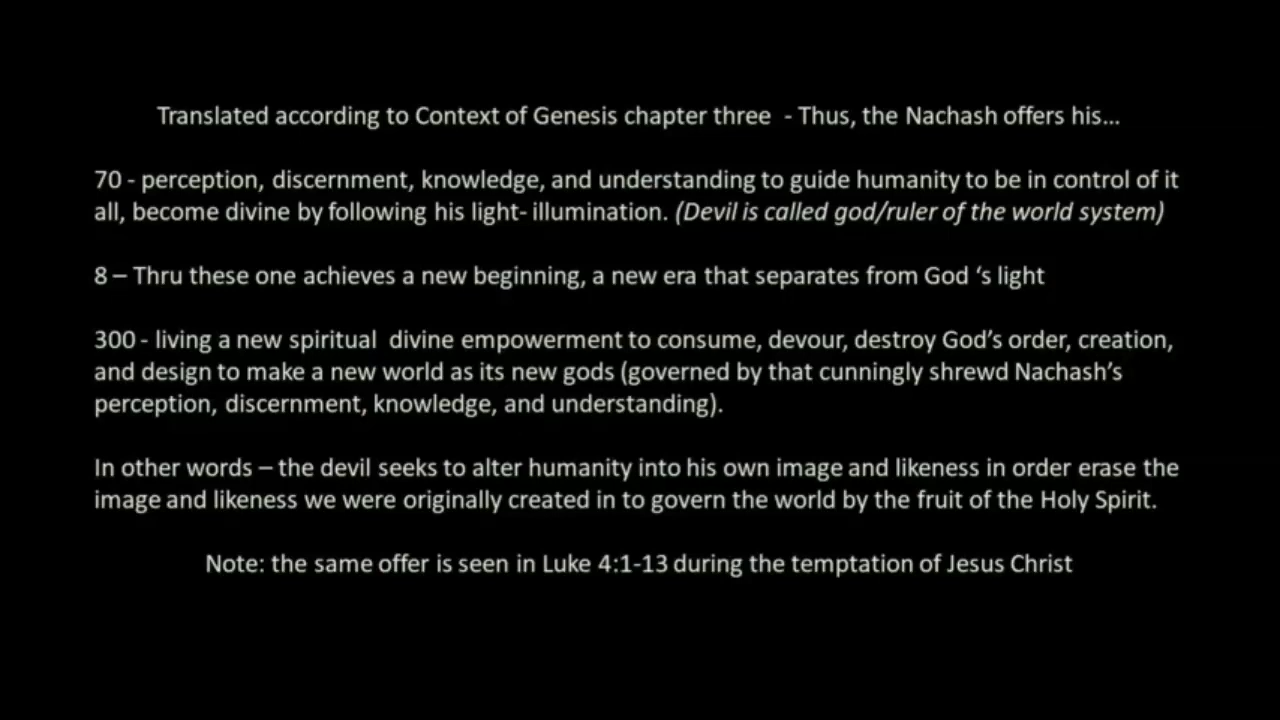 Translated according to Context of Genesis chapter three - Thus, the Nachash offers his...
70 - perception, discernment, knowledge, and understanding to guide humanity to be in control of it
all, become divine by following his light- illumination. (Devil is called god/ruler of the world system)
8 – Thru these one achieves a new beginning, a new era that separates from God ‘s light
300 - living a new spiritual divine empowerment to consume, devour, destroy God’s order, creation,
and design to make a new world as its new gods (governed by that cunningly shrewd Nachash’s
perception, discernment, knowledge, and understanding).
In other words – the devil seeks to alter humanity into his own image and likeness in order erase the
image and likeness we were originally created in to govern the world by the fruit of the Holy Spirit.
Note: the same offer is seen in Luke 4:1-13 during the temptation of Jesus Christ